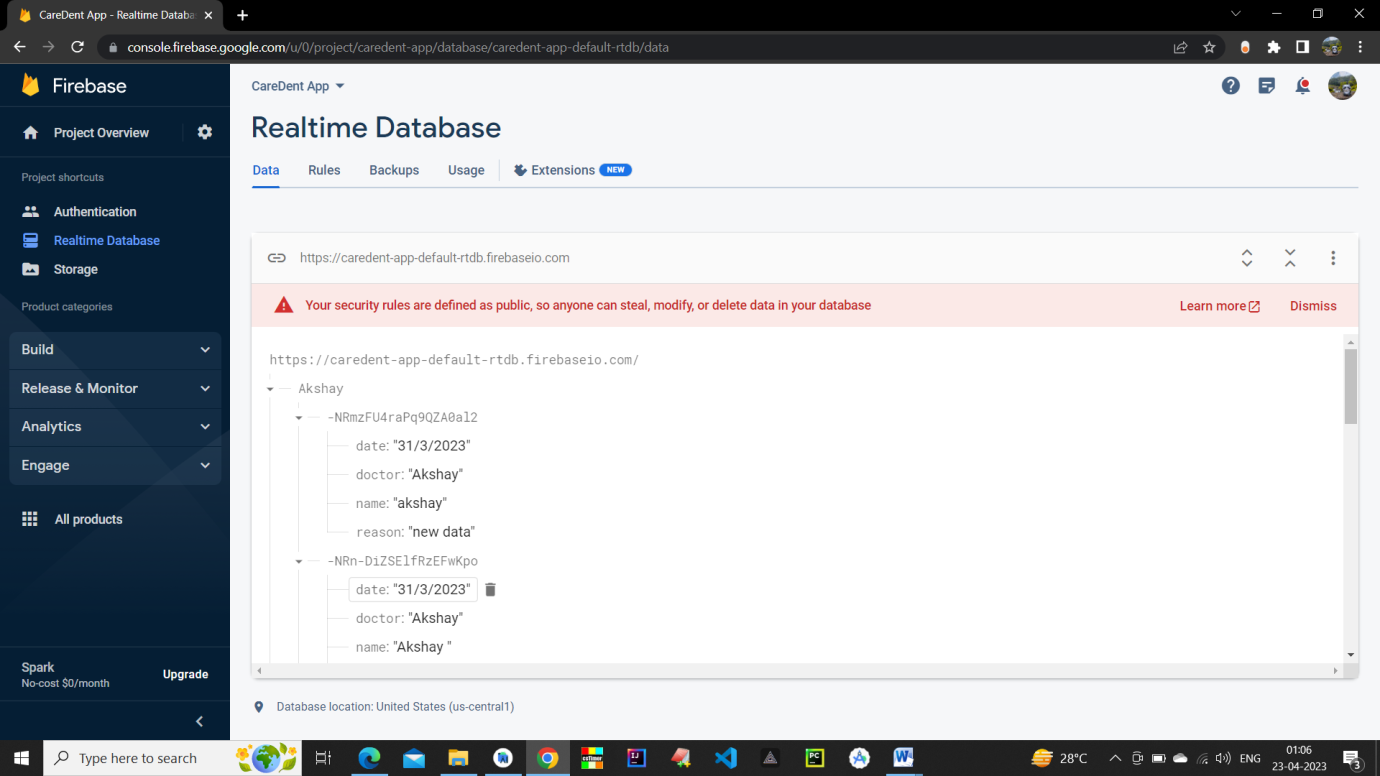 CareDent App - Realtime Databa
console.firebase.google.com/u/0/project/caredent-app/database/caredent-app-default-rtdb/data
Firebase
CareDent App
Project Overview
Realtime Database
Data Rules Backups Usage Extensions NEW
Project shortcuts
Authentication
Realtime Database
Storage
Product categories
Build
Release & Monitor
Analytics
Engage
All products
Spark
No-cost $0/month
Upgrade
https://caredent-app-default-rtdb.firebaseio.com
Your security rules are defined as public, so anyone can steal, modify, or delete data in your database Learn more Dismiss
https://caredent-app-default-rtdb.firebaseio.com/
Akshay
-NRmzFU4raPq9QZA0al2
date: "31/3/2023"
doctor: "Akshay"
name: "akshay"
reason: "new data"
-NRn-DiZSElfRzEFwKpo
date: "31/3/2023"
doctor: "Akshay"
name: "Akshay "
Database location: United States (us-central1)
Type here to search
csTimer
IJ
PC
W
28°C
ENG
01:06
23-04-2023
3